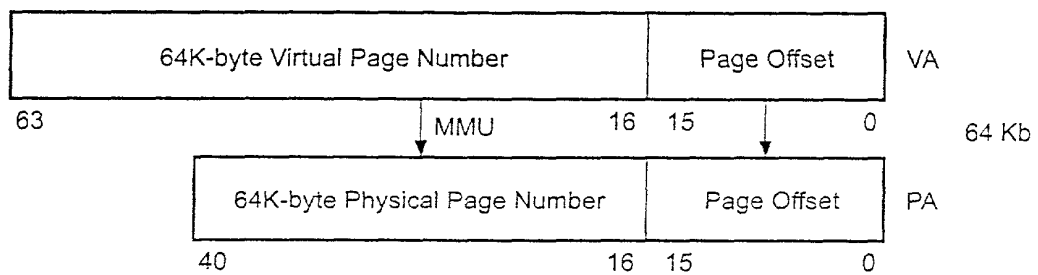 64K-byte Virtual Page Number Page Offset VA
63 MMU 16 15 0 64 Kb
64K-byte Physical Page Number Page Offset PA
40 16 15 0